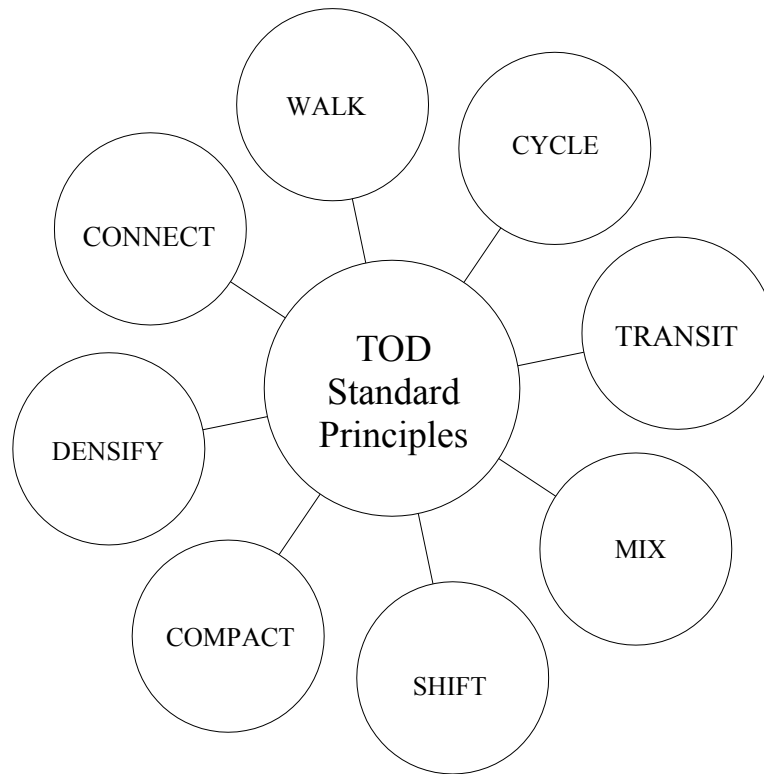 WALK
CYCLE
CONNECT
TRANSIT
TOD
Standard
Principles
DENSIFY
MIX
COMPACT
SHIFT